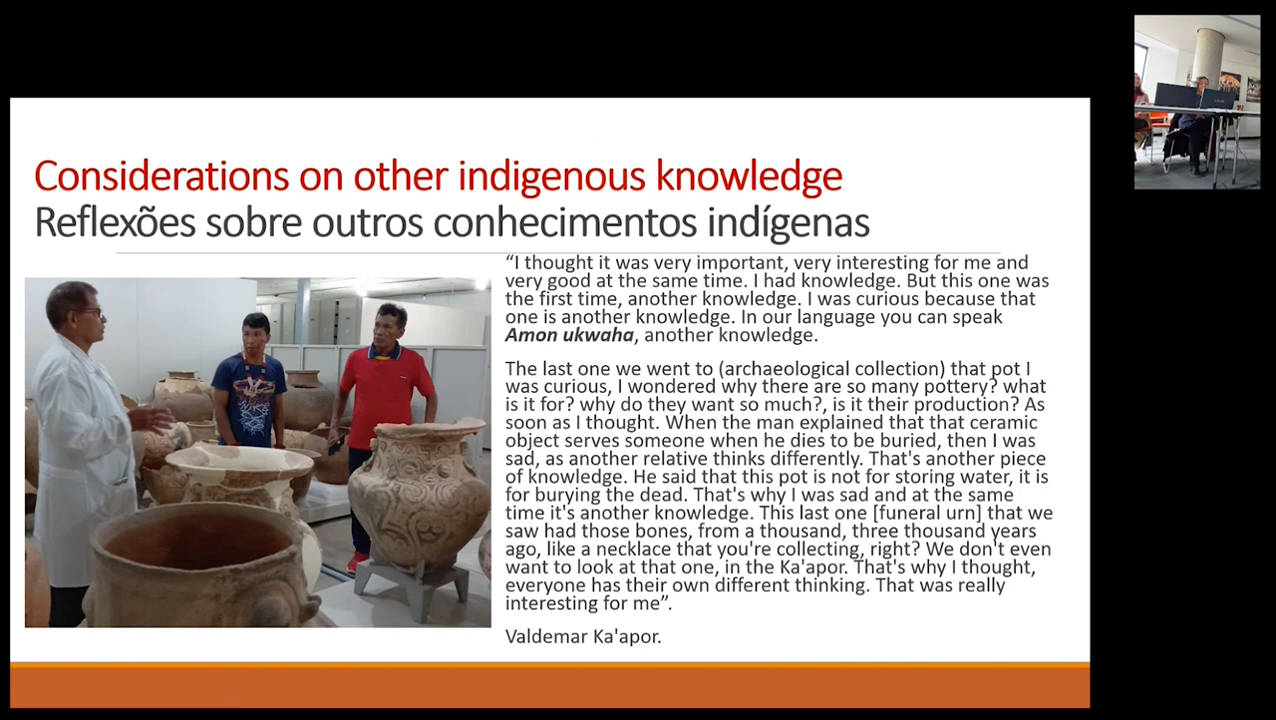 Considerations on other indigenous knowledge
Reflexões sobre outros conhecimentos indígenas
“I thought it was very important, very interesting for me and
very good at the same time. I had knowledge. But this one was
the first time, another knowledge. I was curious because that
one is another knowledge. In our language you can speak
Amon ukwaha, another knowledge.
The last one we went to (archaeological collection) that pot I
was curious, I wondered why there are so many pottery? what
is it for? why do they want so much?, is it their production? As
soon as I thought. When the man explained that that ceramic
object serves someone when he dies to be buried, then I was
sad, as another relative thinks differently. That's another piece
of knowledge. He said that this pot is not for storing water, it is
for burying the dead. That's why I was sad and at the same
time it's another knowledge. This last one [funeral urn] that we
saw had those bones, from a thousand, three thousand years
ago, like a necklace that you're collecting, right? We don't even
want to look at that one, in the Ka'apor. That's why I thought,
everyone has their own different thinking. That was really
interesting for me”.
Valdemar Ka'apor.